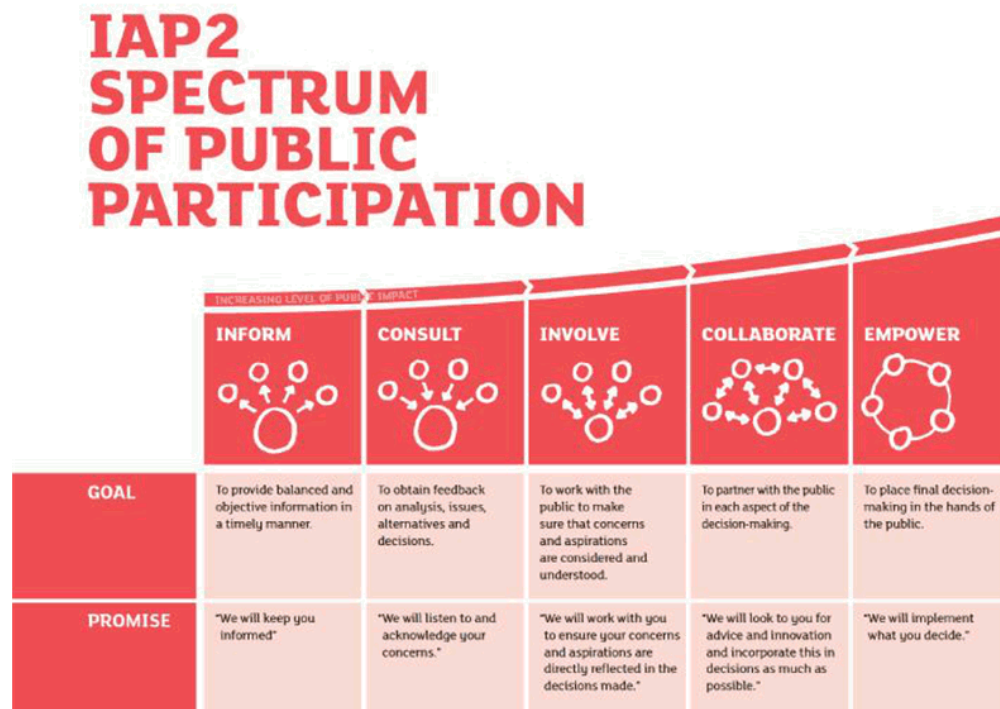 IAP2
SPECTRUM
OF PUBLIC
PARTICIPATION
INCREASING LEVEL OF PUBLIC IMPACT
INFORM
CONSULT
INVOLVE
COLLABORATE
EMPOWER
GOAL
To provide balanced and
objective information in
a timely manner.
To obtain feedback
on analysis, issues,
alternatives and
decisions.
To work with the
public to make
sure that concerns
and aspirations
are considered and
understood.
To partner with the public
in each aspect of the
decision-making.
To place final decision-
making in the hands of
the public.
PROMISE
"We will keep you
informed"
"We will listen to and
acknowledge your
concerns."
"We will work with you
to ensure your concerns
and aspirations are
directly reflected in the
decisions made."
"We will look to you for
advice and innovation
and incorporate this in
decisions as much as
possible."
"We will implement
what you decide."